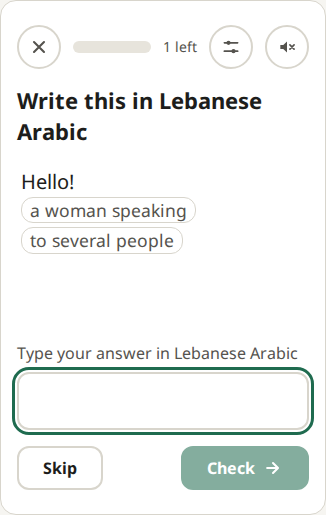 1 left
Write this in Lebanese
Arabic
Hello!
a woman speaking
to several people
Type your answer in Lebanese Arabic
Skip
Check